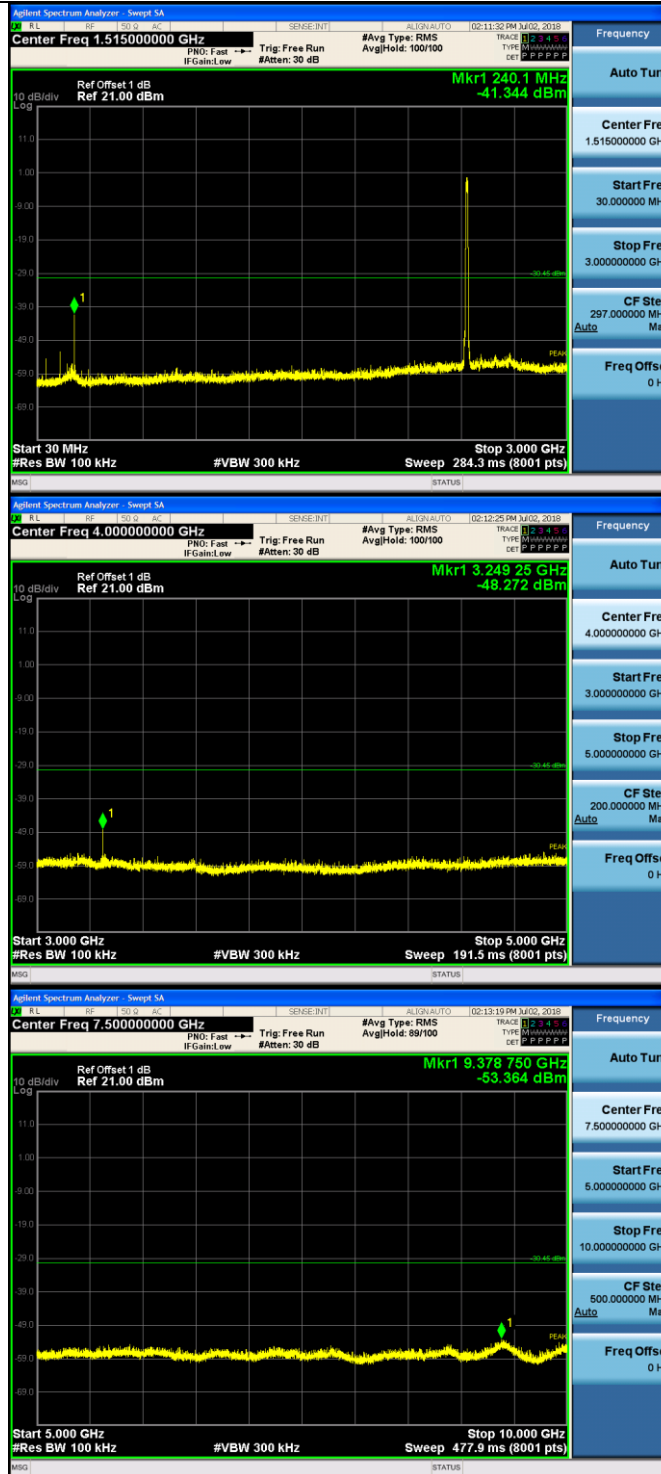 Agilent Spectrum Analyzer - Swept SA
RL RF 50 Ω AC SENSE:INT ALIGNAUTO 02:11:32 PM Jul 02, 2018
Center Freq 1.515000000 GHz #Avg Type: RMS TRACE 1 2 3 4 5 6 Frequency
PNO: Fast Trig: Free Run Avg|Hold: 100/100 TYPE M
IFGain:Low #Atten: 30 dB DET P P P P P P
Auto Tun
Mkr1 240.1 MHz
Ref Offset 1 dB
10 dB/div Ref 21.00 dBm -41.344 dBm
Log
Center Fre
1.515000000 GH
11.0
1.00
Start Fre
30.000000 MH
-9.00
-19.0
Stop Fre
3.000000000 GH
-29.0
-30.45 dBm
1
CF Ste
297.000000 MH
Auto Ma
-39.0
-49.0
PEAK
Freq Offse
0 H
-59.0
-69.0
Start 30 MHz Stop 3.000 GHz
#Res BW 100 kHz #VBW 300 kHz Sweep 284.3 ms (8001 pts)
MSG STATUS
Agilent Spectrum Analyzer - Swept SA
RL RF 50 Ω AC SENSE:INT ALIGNAUTO 02:12:25 PM Jul 02, 2018
Center Freq 4.000000000 GHz #Avg Type: RMS TRACE 1 2 3 4 5 6 Frequency
PNO: Fast Trig: Free Run Avg|Hold: 100/100 TYPE M
IFGain:Low #Atten: 30 dB DET P P P P P P
Auto Tun
Mkr1 3.249 25 GHz
Ref Offset 1 dB
10 dB/div Ref 21.00 dBm -48.272 dBm
Log
Center Fre
4.000000000 GH
11.0
1.00
Start Fre
3.000000000 GH
-9.00
-19.0
Stop Fre
5.000000000 GH
-29.0
-30.45 dBm
CF Ste
200.000000 MH
Auto Ma
-39.0
1
-49.0
PEAK
Freq Offse
0 H
-59.0
-69.0
Start 3.000 GHz Stop 5.000 GHz
#Res BW 100 kHz #VBW 300 kHz Sweep 191.5 ms (8001 pts)
MSG STATUS
Agilent Spectrum Analyzer - Swept SA
RL RF 50 Ω AC SENSE:INT ALIGNAUTO 02:13:19 PM Jul 02, 2018
Center Freq 7.500000000 GHz #Avg Type: RMS TRACE 1 2 3 4 5 6 Frequency
PNO: Fast Trig: Free Run Avg|Hold: 89/100 TYPE M
IFGain:Low #Atten: 30 dB DET P P P P P P
Auto Tun
Mkr1 9.378 750 GHz
Ref Offset 1 dB
10 dB/div Ref 21.00 dBm -53.364 dBm
Log
Center Fre
7.500000000 GH
11.0
1.00
Start Fre
5.000000000 GH
-9.00
-19.0
Stop Fre
10.000000000 GH
-29.0
-30.45 dBm
CF Ste
500.000000 MH
Auto Ma
-39.0
-49.0
1
PEAK
Freq Offse
0 H
-59.0
-69.0
Start 5.000 GHz Stop 10.000 GHz
#Res BW 100 kHz #VBW 300 kHz Sweep 477.9 ms (8001 pts)
MSG STATUS